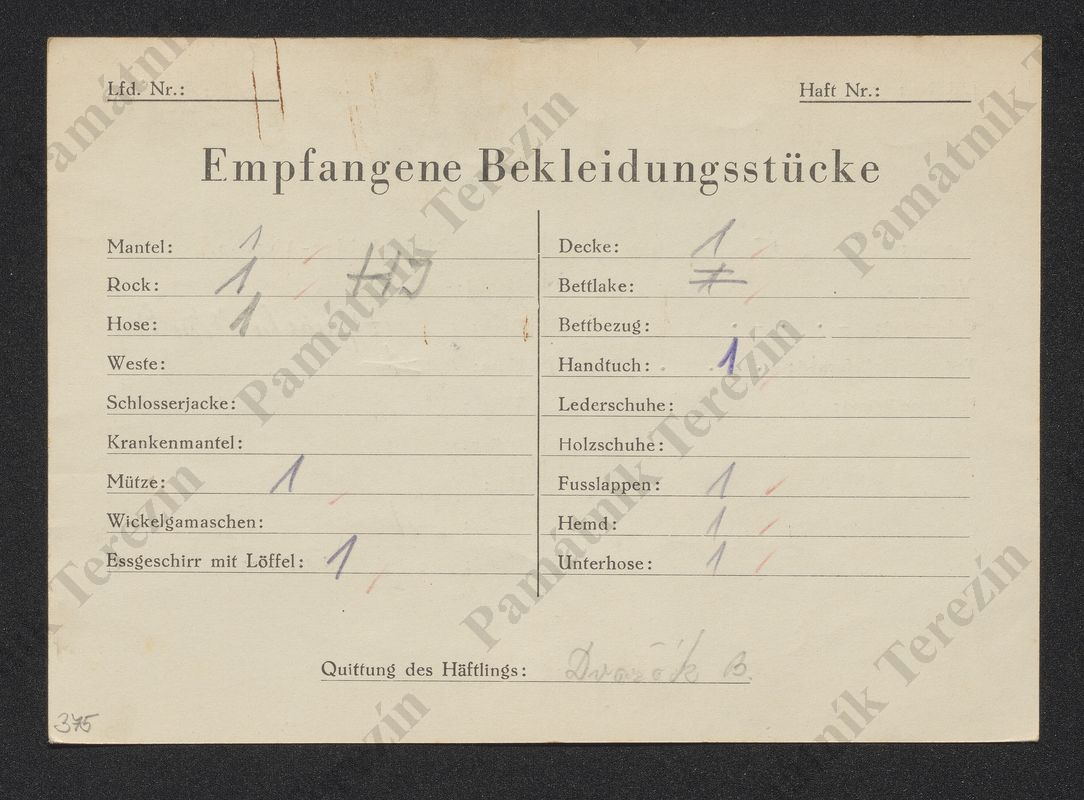 Lfd. Nr.:
Haft Nr.:
Empfangene Bekleidungsstücke
Mantel: 1
Rock: 1
Hose: 1
Weste:
Schlosserjacke:
Krankenmantel:
Mütze: 1
Wickelgamaschen:
Essgeschirr mit Löffel: 1
Decke: 1
Bettlake: 1
Bettbezug:
Handtuch: 1
Lederschuhe:
Holzschuhe:
Fusslappen: 1
Hemd: 1
Unterhose: 1
Quittung des Häftlings: Dvořák B.
375
Památník Terezín